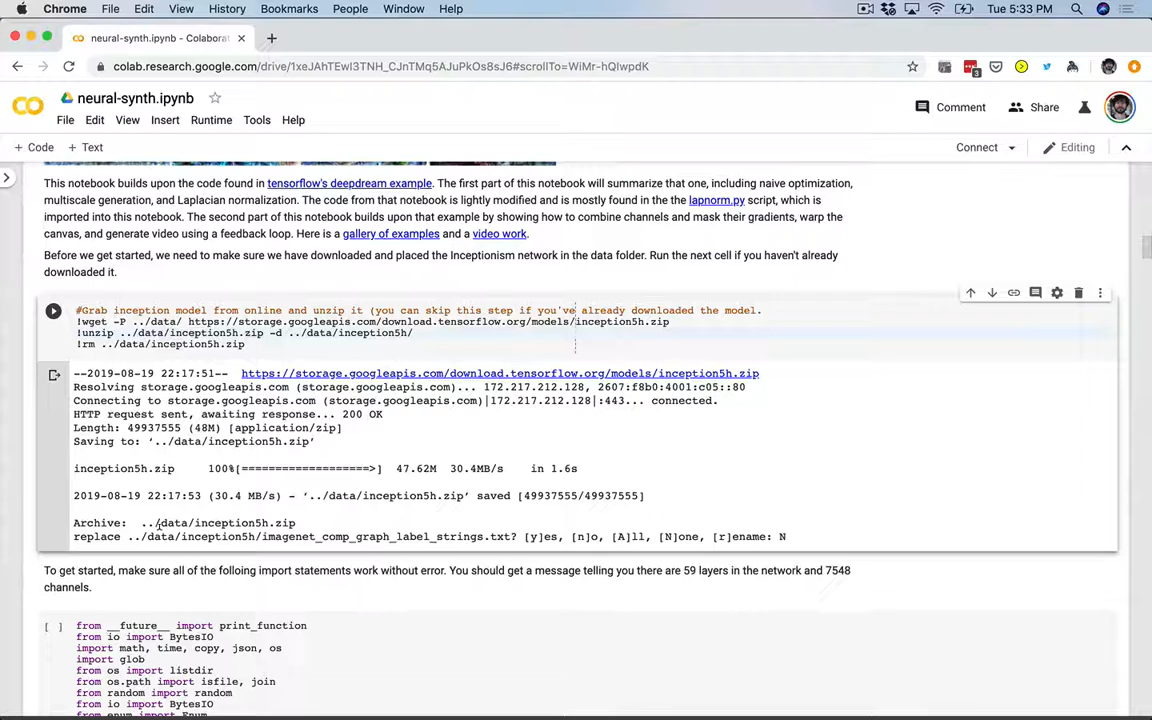 Chrome File Edit View History Bookmarks People Window Help Tue 5:33 PM
neural-synth.ipynb - Colaborat
colab.research.google.com/drive/1xeJAhTEwI3TNH_CJnTMq5AJuPkOs8sJ6#scrollTo=WiMr-hQIwpdK
3
neural-synth.ipynb
Comment Share
File Edit View Insert Runtime Tools Help
+ Code + Text Connect Editing
This notebook builds upon the code found in tensorflow's deepdream example. The first part of this notebook will summarize that one, including naive optimization,
multiscale generation, and Laplacian normalization. The code from that notebook is lightly modified and is mostly found in the the lapnorm.py script, which is
imported into this notebook. The second part of this notebook builds upon that example by showing how to combine channels and mask their gradients, warp the
canvas, and generate video using a feedback loop. Here is a gallery of examples and a video work.
Before we get started, we need to make sure we have downloaded and placed the Inceptionism network in the data folder. Run the next cell if you haven't already
downloaded it.
#Grab inception model from online and unzip it (you can skip this step if you've already downloaded the model.
!wget -P ../data/ https://storage.googleapis.com/download.tensorflow.org/models/inception5h.zip
!unzip ../data/inception5h.zip -d ../data/inception5h/
!rm ../data/inception5h.zip
--2019-08-19 22:17:51-- https://storage.googleapis.com/download.tensorflow.org/models/inception5h.zip
Resolving storage.googleapis.com (storage.googleapis.com)... 172.217.212.128, 2607:f8b0:4001:c05::80
Connecting to storage.googleapis.com (storage.googleapis.com)|172.217.212.128|:443... connected.
HTTP request sent, awaiting response... 200 OK
Length: 49937555 (48M) [application/zip]
Saving to: ‘../data/inception5h.zip’
inception5h.zip 100%[===================>] 47.62M 30.4MB/s in 1.6s
2019-08-19 22:17:53 (30.4 MB/s) - ‘../data/inception5h.zip’ saved [49937555/49937555]
Archive: ../data/inception5h.zip
replace ../data/inception5h/imagenet_comp_graph_label_strings.txt? [y]es, [n]o, [A]ll, [N]one, [r]ename: N
To get started, make sure all of the folloing import statements work without error. You should get a message telling you there are 59 layers in the network and 7548
channels.
[ ] from __future__ import print_function
from io import BytesIO
import math, time, copy, json, os
import glob
from os import listdir
from os.path import isfile, join
from random import random
from io import BytesIO
from enum import Enum